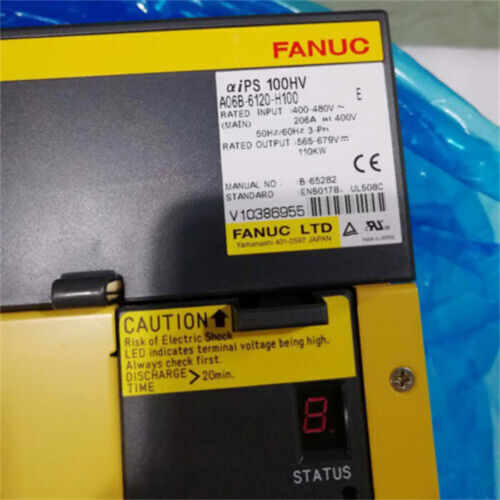 FANUC
αiPS 100HV
A06B-6120-H100 E
RATED INPUT :400-480V~
(MAIN) 206A at 400V
50Hz/60Hz 3-Ph
RATED OUTPUT :565-679V
110KW
CE
MANUAL NO. :B-65282
STANDARD :EN50178, UL508C
V10386955
FANUC LTD
Yamanashi 401-0597 JAPAN
CAUTION
Risk of Electric Shock
LED indicates terminal voltage being high.
Always check first.
DISCHARGE > 20min.
TIME
8.
STATUS